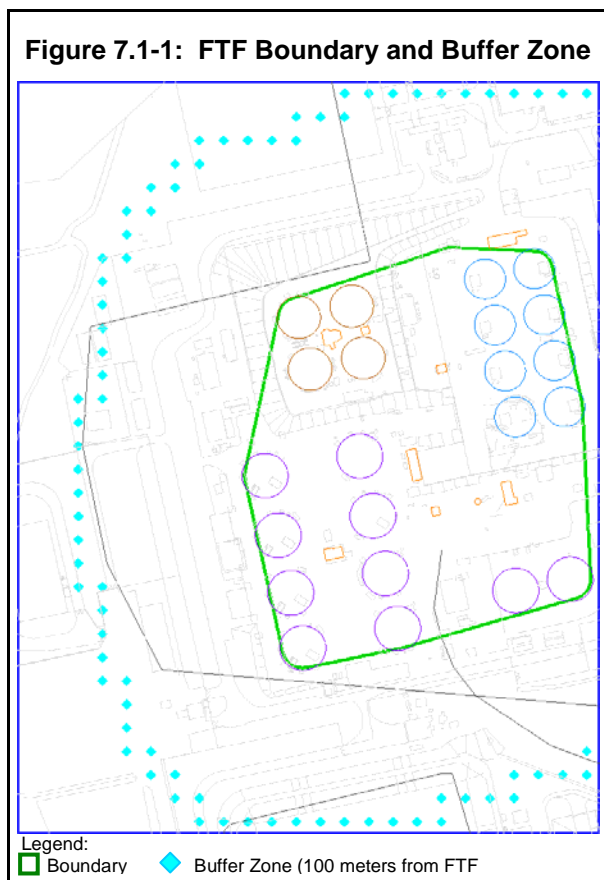 Figure 7.1-1: FTF Boundary and Buffer Zone
Legend:
Boundary
Buffer Zone (100 meters from FTF